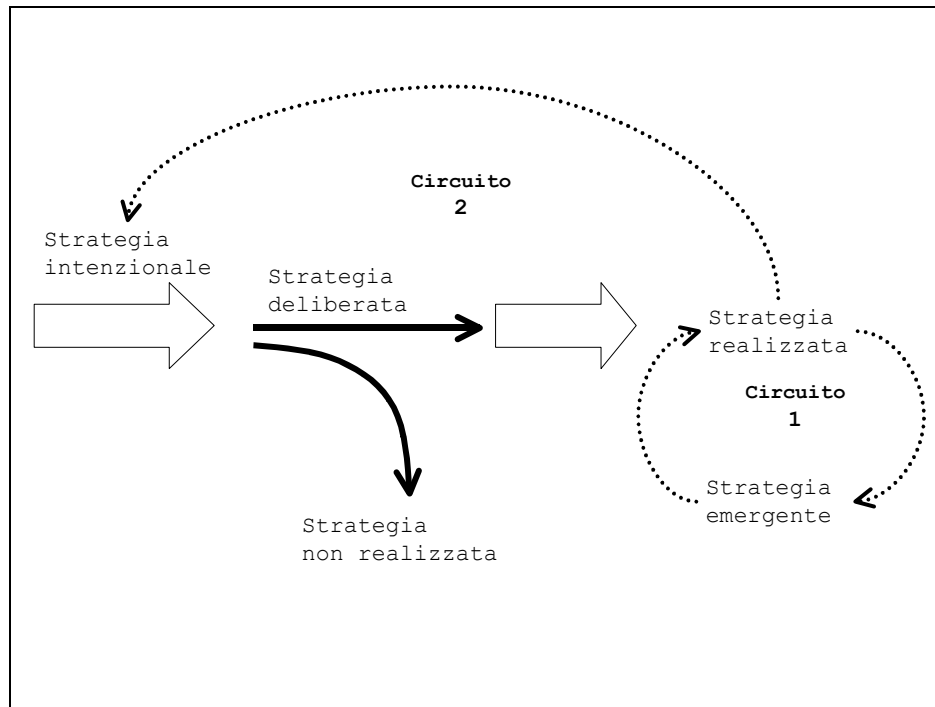 Circuito
2
Strategia
intenzionale
Strategia
deliberata
Strategia
realizzata
Circuito
1
Strategia
emergente
Strategia
non realizzata